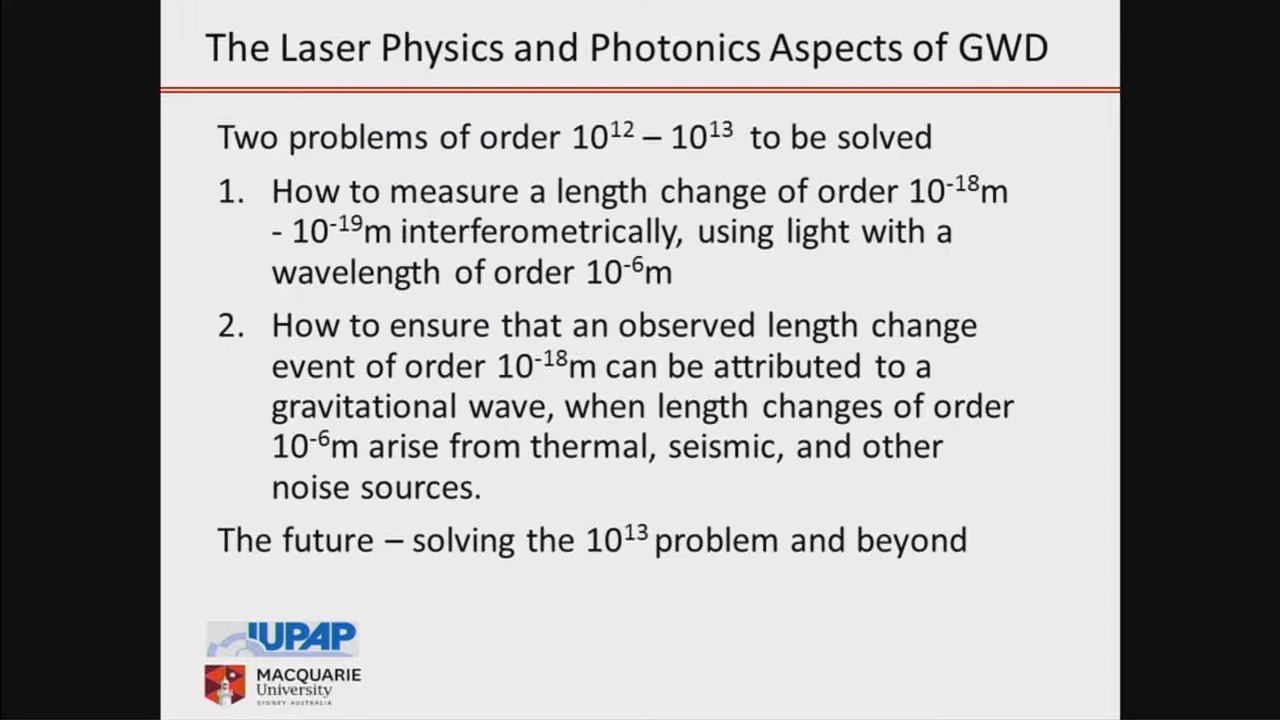 The Laser Physics and Photonics Aspects of GWD
Two problems of order 10¹² – 10¹³ to be solved
1. How to measure a length change of order 10⁻¹⁸m
- 10⁻¹⁹m interferometrically, using light with a
wavelength of order 10⁻⁶m
2. How to ensure that an observed length change
event of order 10⁻¹⁸m can be attributed to a
gravitational wave, when length changes of order
10⁻⁶m arise from thermal, seismic, and other
noise sources.
The future – solving the 10¹³ problem and beyond
IUPAP
MACQUARIE
University
SYDNEY·AUSTRALIA